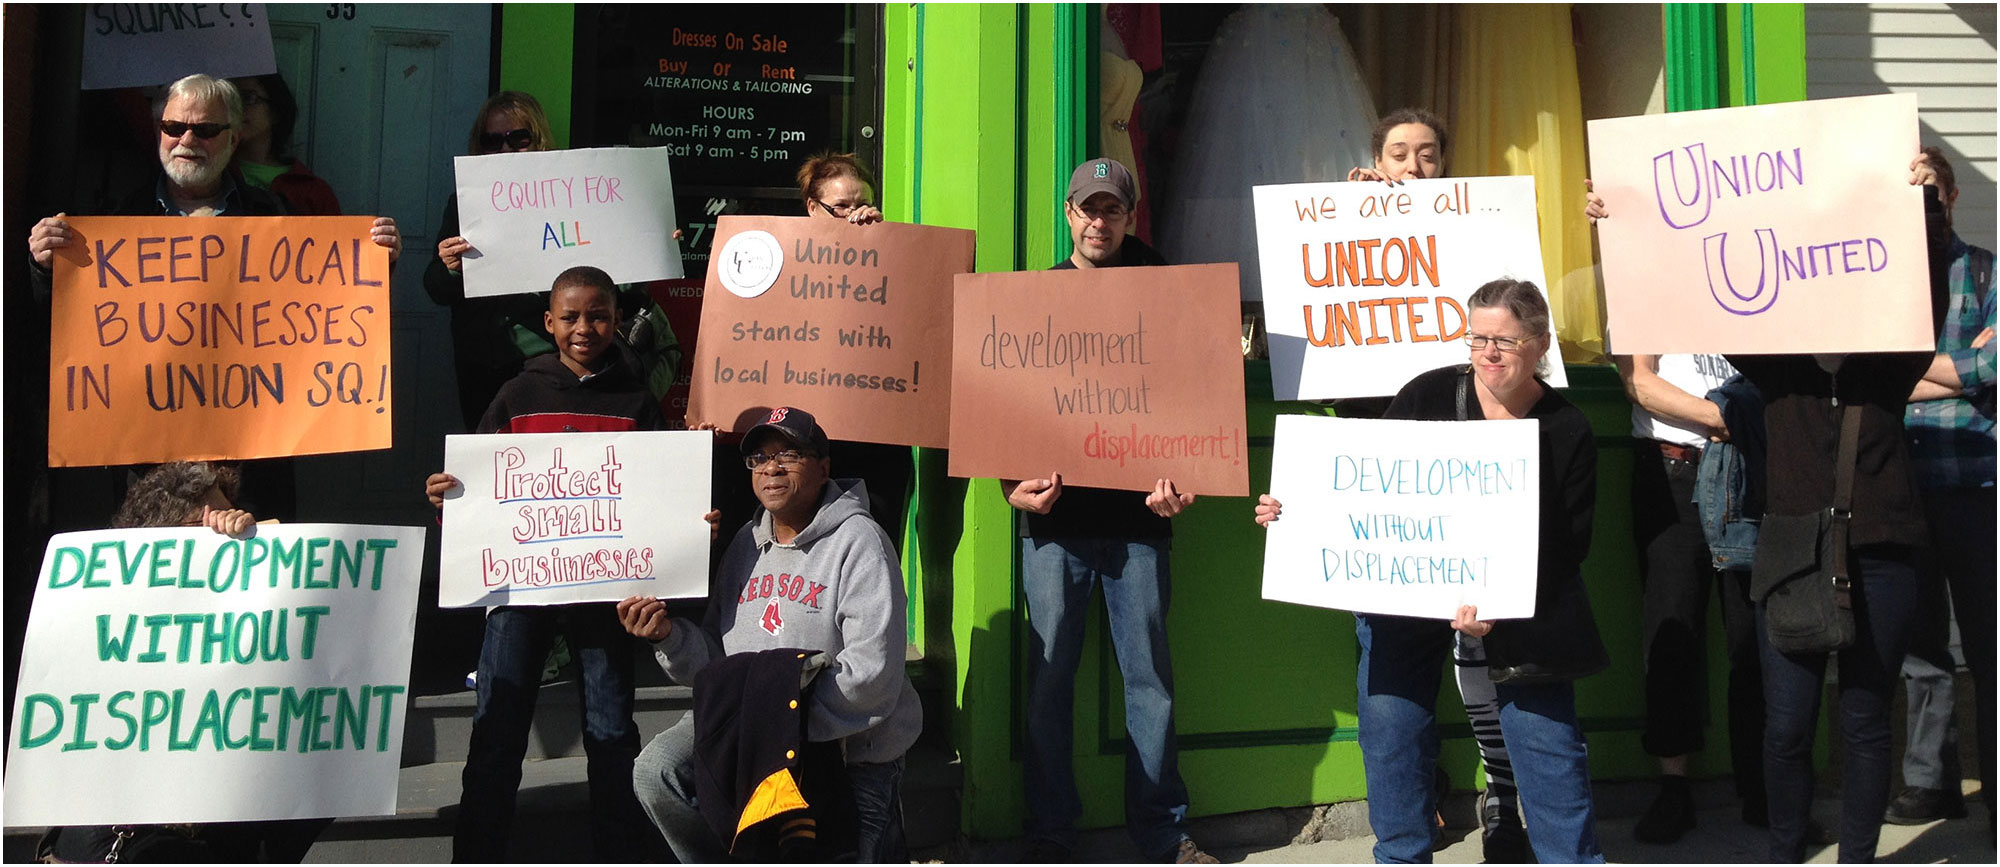 SQUARE??
35
Dresses On Sale
Buy or Rent
ALTERATIONS & TAILORING
HOURS
Mon-Fri 9 am - 7 pm
Sat 9 am - 5 pm
KEEP LOCAL
BUSINESSES
IN UNION SQ.!
EQUITY FOR
ALL
Union
United
stands with
local businesses!
development
without
displacement!
we are all...
UNION
UNITED
UNION
UNITED
DEVELOPMENT
WITHOUT
DISPLACEMENT
Protect
small
businesses
RED SOX
DEVELOPMENT
WITHOUT
DISPLACEMENT